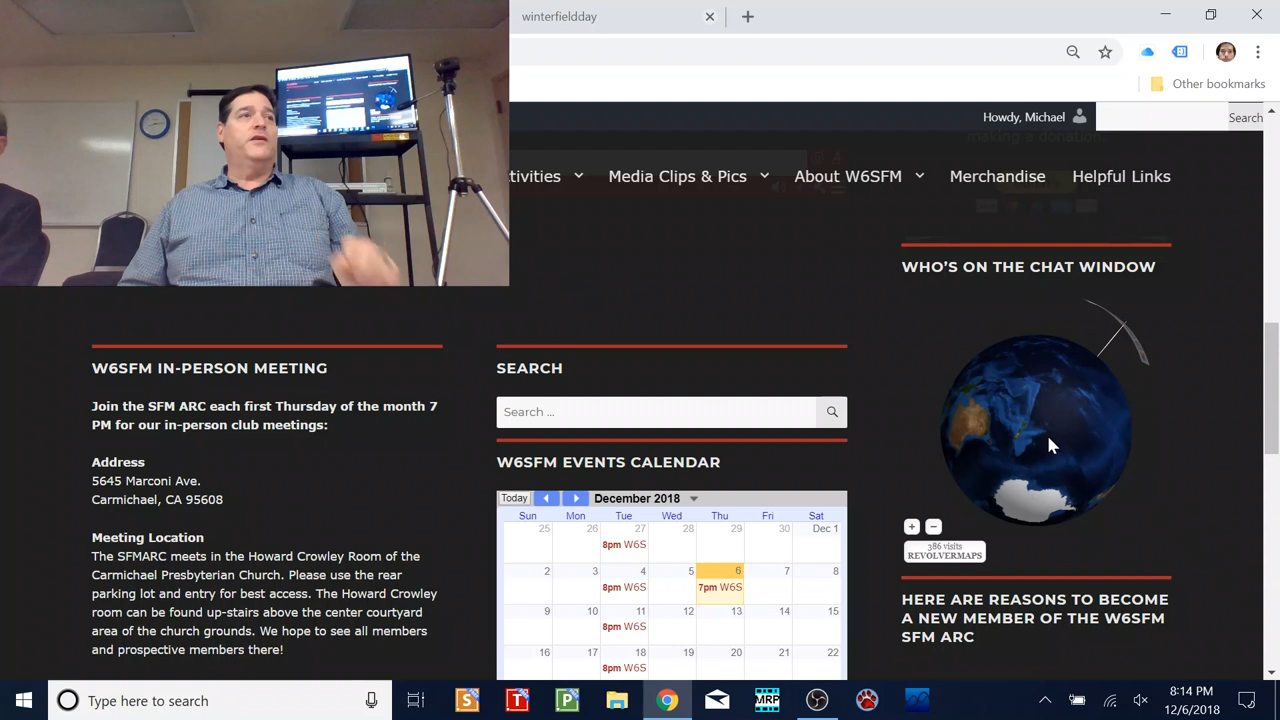 winterfieldday
Other bookmarks
Howdy, Michael
Search
making a donation.
tivities
Media Clips & Pics
About W6SFM
Merchandise
Helpful Links
WHO'S ON THE CHAT WINDOW
W6SFM IN-PERSON MEETING
Join the SFM ARC each first Thursday of the month 7
PM for our in-person club meetings:
Address
5645 Marconi Ave.
Carmichael, CA 95608
Meeting Location
The SFMARC meets in the Howard Crowley Room of the
Carmichael Presbyterian Church. Please use the rear
parking lot and entry for best access. The Howard Crowley
room can be found up-stairs above the center courtyard
area of the church grounds. We hope to see all members
and prospective members there!
SEARCH
Search ...
W6SFM EVENTS CALENDAR
Today December 2018
Sun Mon Tue Wed Thu Fri Sat
25 26 27 28 29 30 Dec 1
8pm W6S
2 3 4 5 6 7 8
8pm W6S 7pm W6S
9 10 11 12 13 14 15
8pm W6S
16 17 18 19 20 21 22
8pm W6S
+ −
386 visits
REVOLVERMAPS
HERE ARE REASONS TO BECOME
A NEW MEMBER OF THE W6SFM
SFM ARC
Type here to search
S T P MRP
8:14 PM
12/6/2018